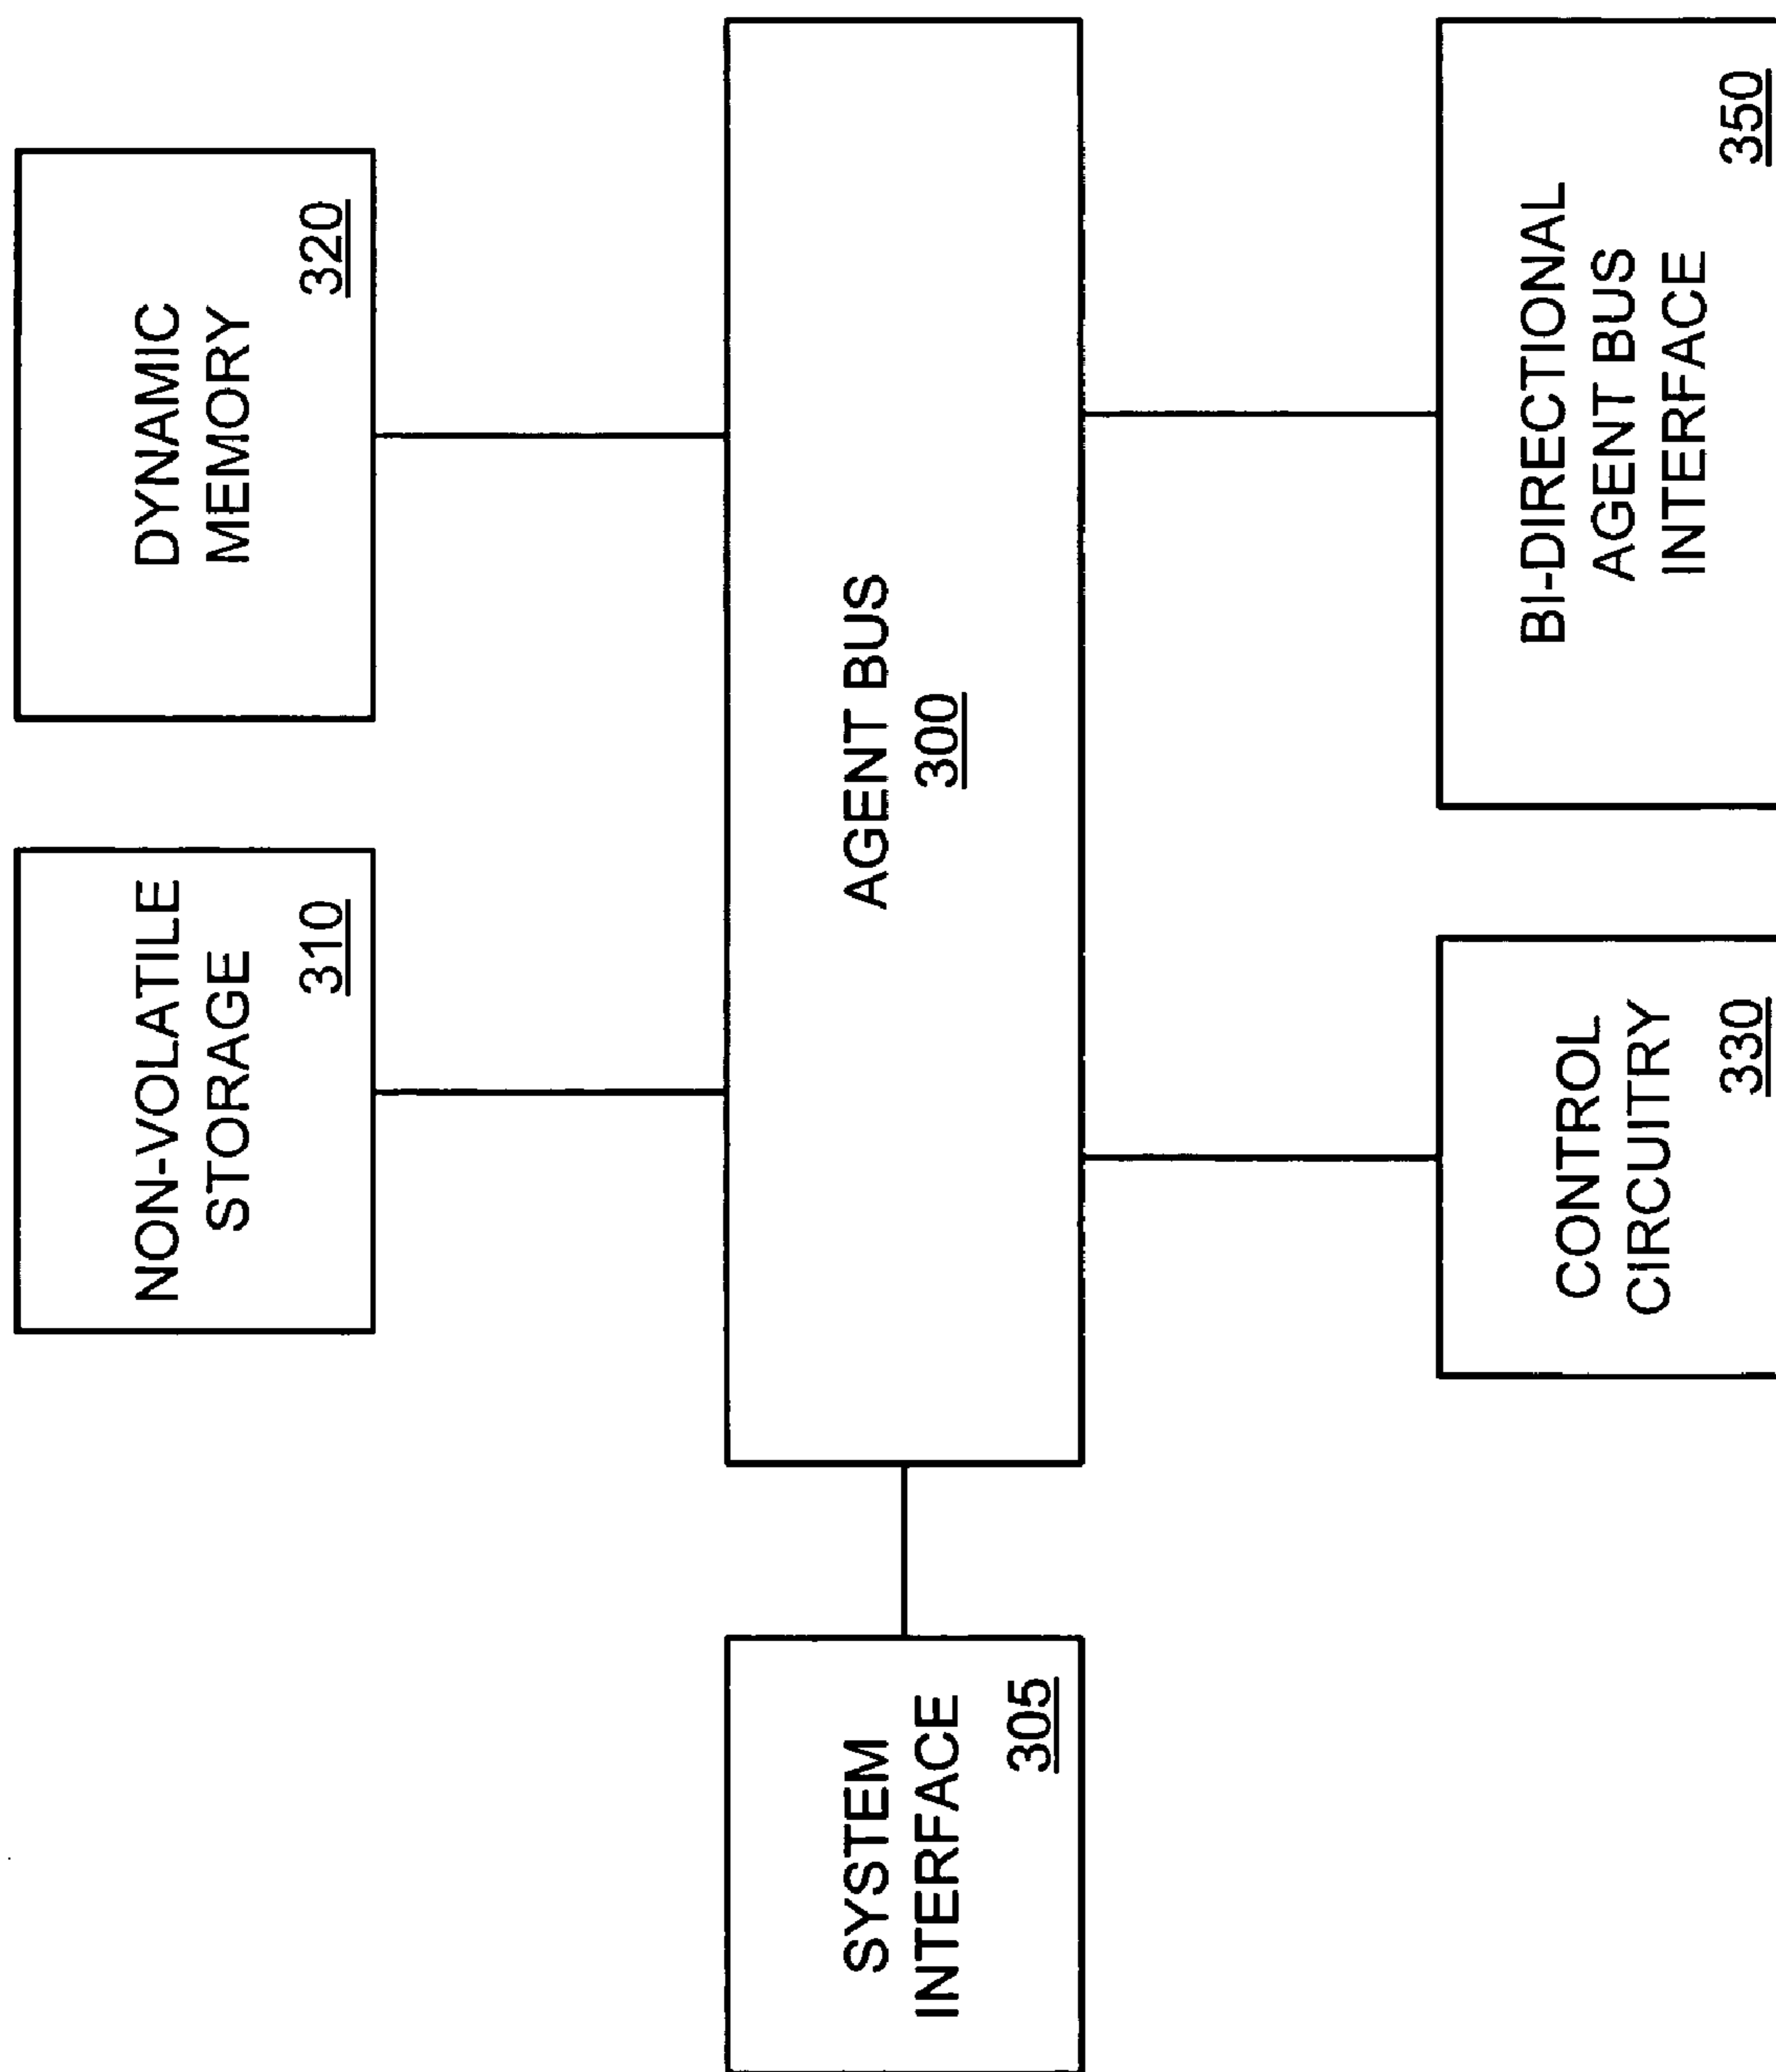 NON-VOLATILE
STORAGE
310
DYNAMIC
MEMORY
320
SYSTEM
INTERFACE
305
AGENT BUS
300
CONTROL
CIRCUITRY
330
BI-DIRECTIONAL
AGENT BUS
INTERFACE
350